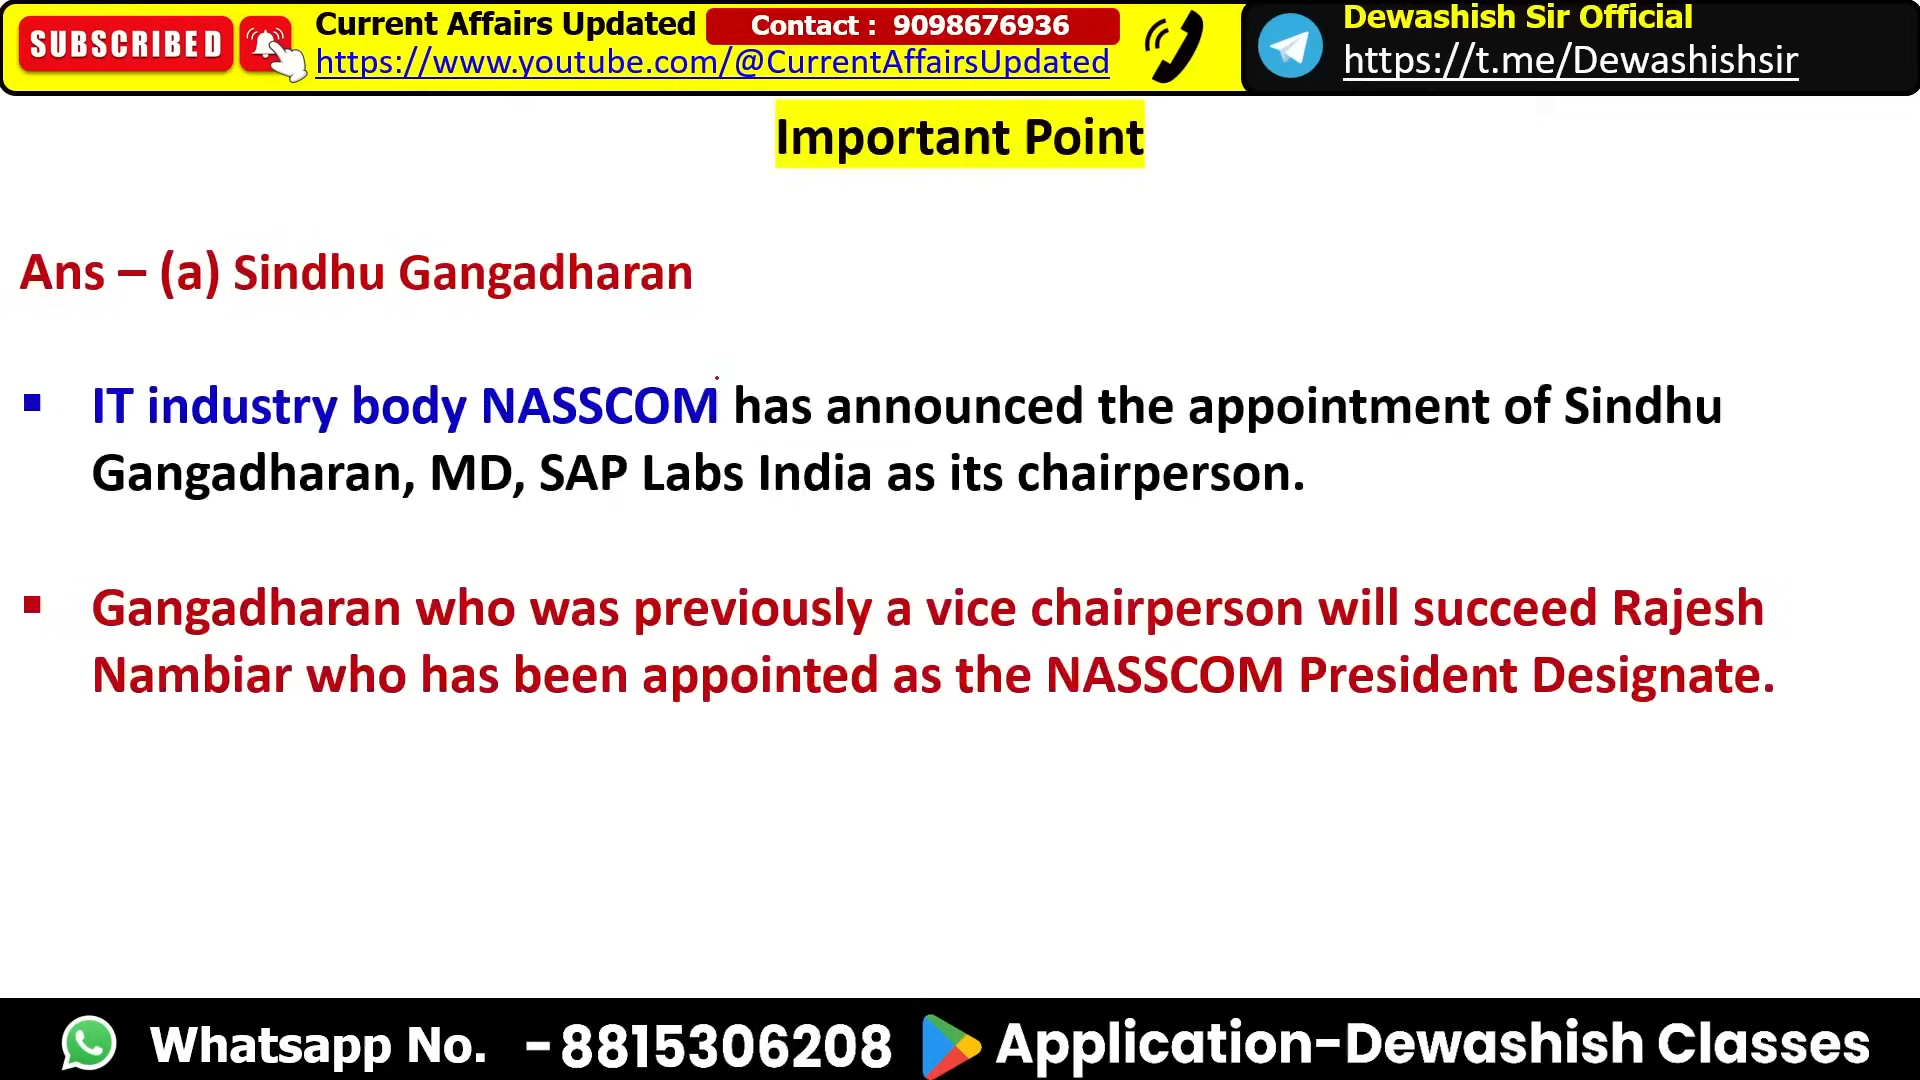 SUBSCRIBED
Current Affairs Updated
Contact : 9098676936
https://www.youtube.com/@CurrentAffairsUpdated
Dewashish Sir Official
https://t.me/Dewashishsir
Important Point
Ans – (a) Sindhu Gangadharan
▪ IT industry body NASSCOM has announced the appointment of Sindhu
Gangadharan, MD, SAP Labs India as its chairperson.
▪ Gangadharan who was previously a vice chairperson will succeed Rajesh
Nambiar who has been appointed as the NASSCOM President Designate.
Whatsapp No. -8815306208
Application-Dewashish Classes